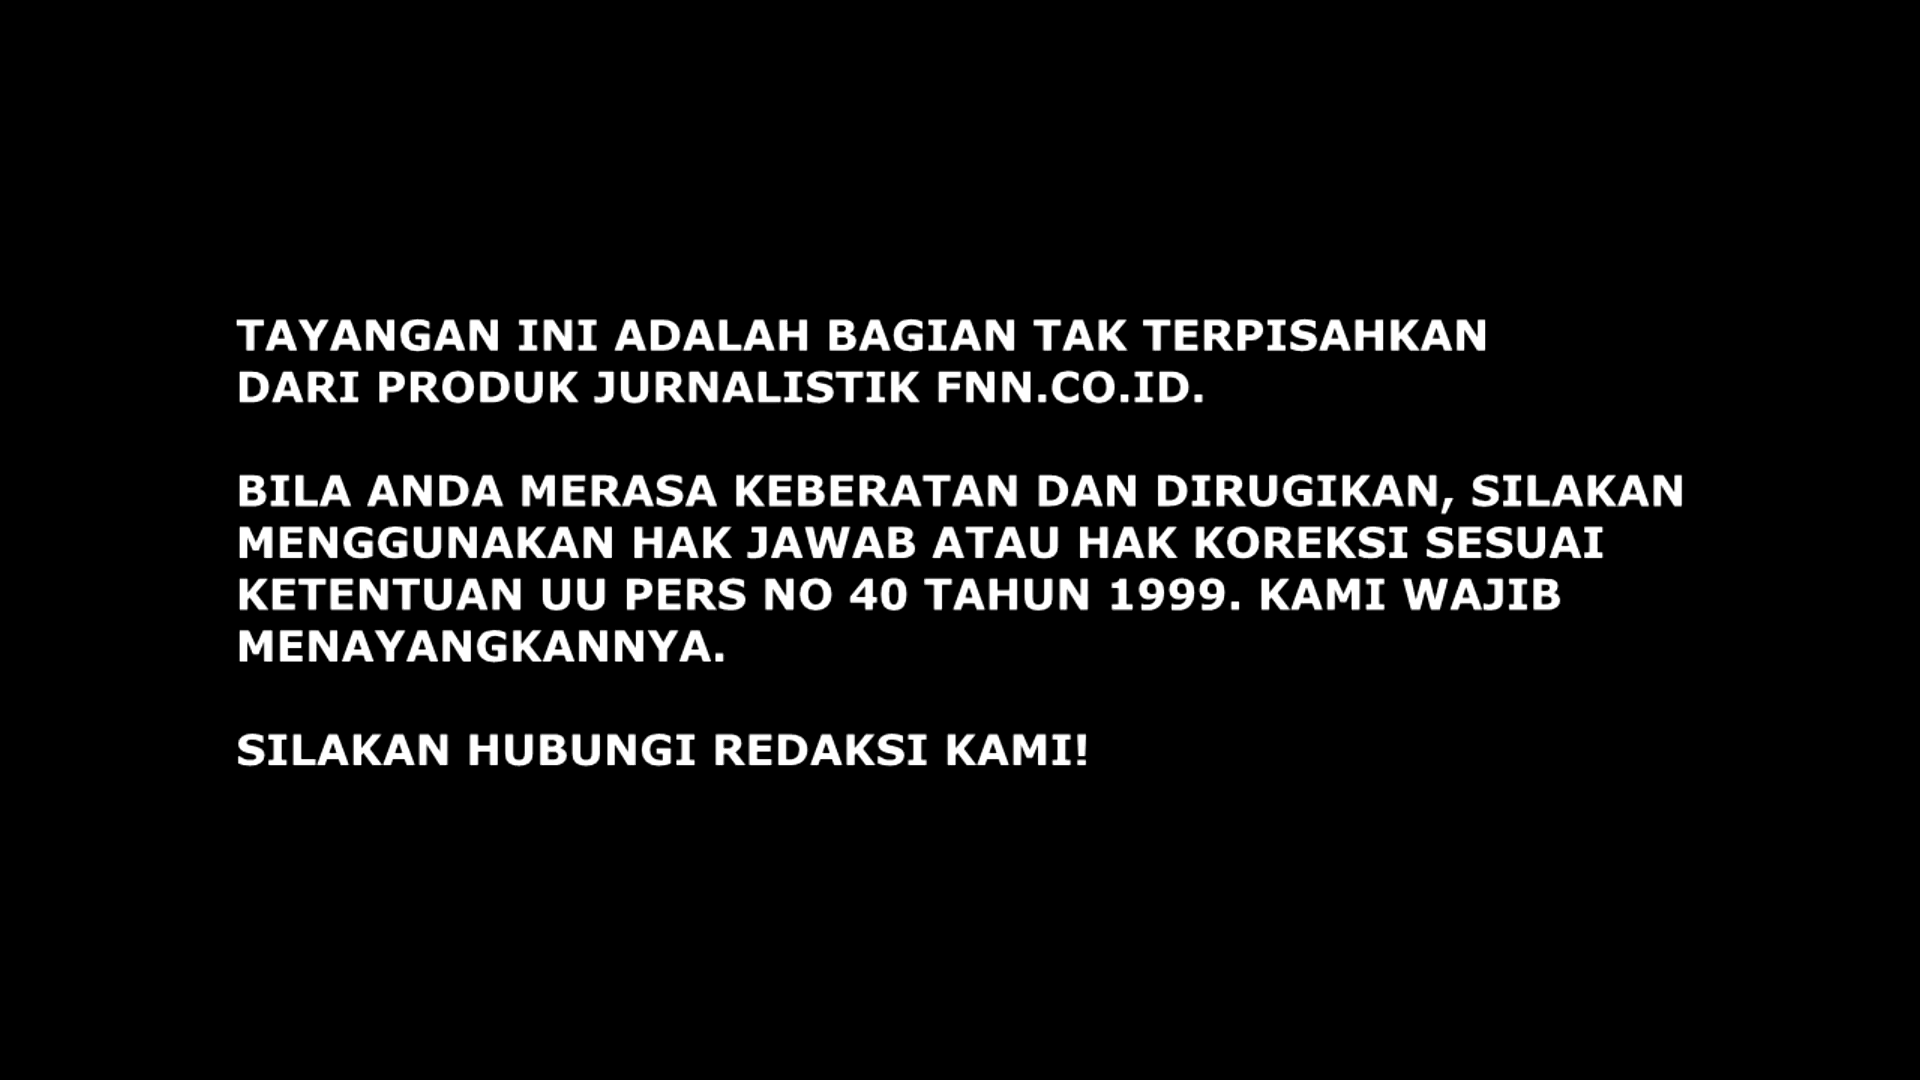 TAYANGAN INI ADALAH BAGIAN TAK TERPISAHKAN
DARI PRODUK JURNALISTIK FNN.CO.ID.
BILA ANDA MERASA KEBERATAN DAN DIRUGIKAN, SILAKAN
MENGGUNAKAN HAK JAWAB ATAU HAK KOREKSI SESUAI
KETENTUAN UU PERS NO 40 TAHUN 1999. KAMI WAJIB
MENAYANGKANNYA.
SILAKAN HUBUNGI REDAKSI KAMI!